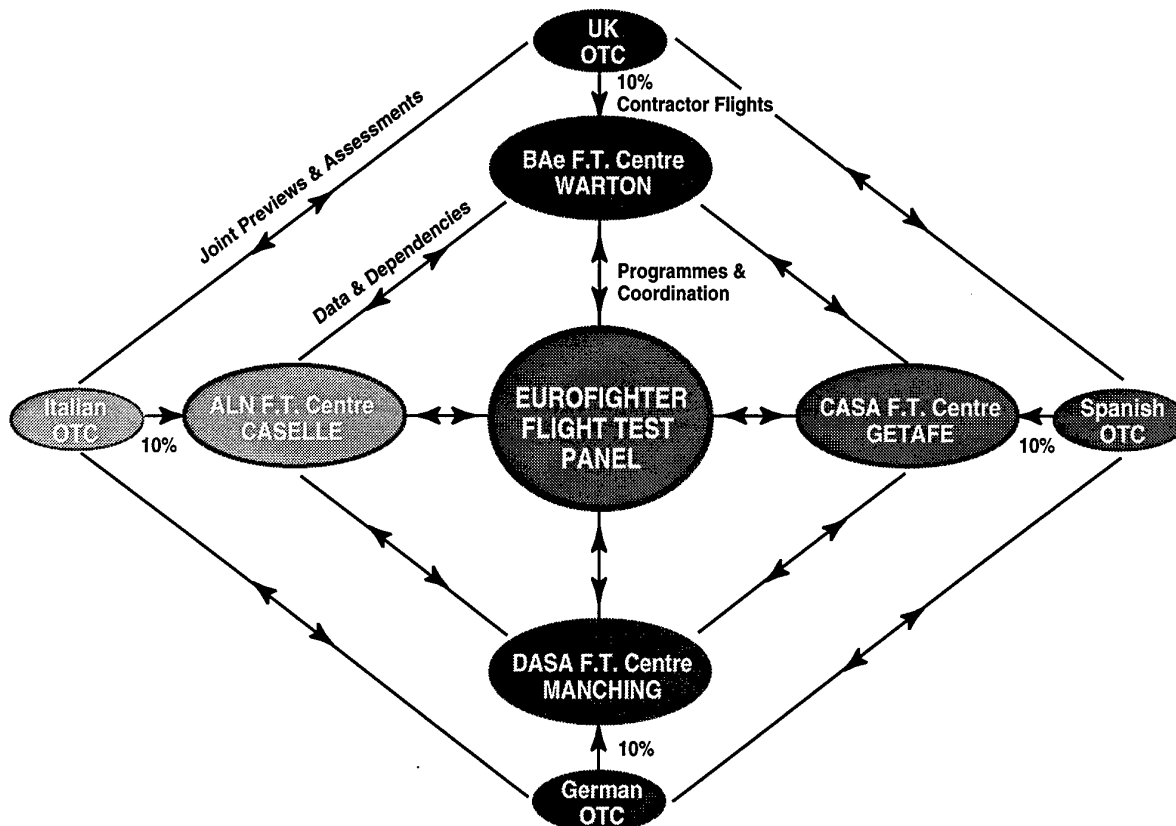 UK
OTC
10%
Contractor Flights
BAe F.T. Centre
WARTON
Joint Previews & Assessments
Data & Dependencies
Programmes &
Coordination
Italian
OTC
10%
ALN F.T. Centre
CASELLE
EUROFIGHTER
FLIGHT TEST
PANEL
CASA F.T. Centre
GETAFE
10%
Spanish
OTC
DASA F.T. Centre
MANCHING
10%
German
OTC